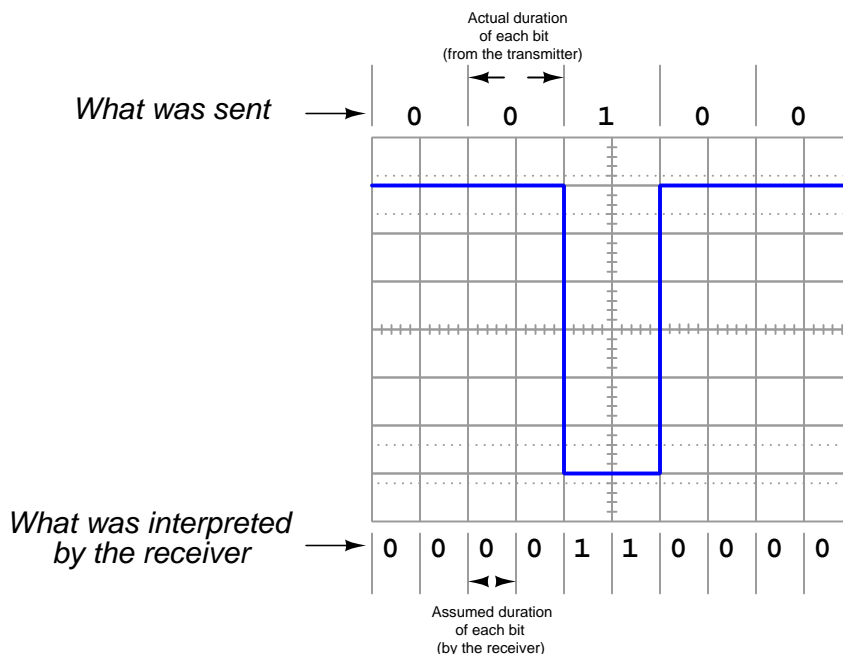 Actual duration
of each bit
(from the transmitter)
What was sent
0 0 1 0 0
What was interpreted
by the receiver
0 0 0 0 1 1 0 0 0 0
Assumed duration
of each bit
(by the receiver)